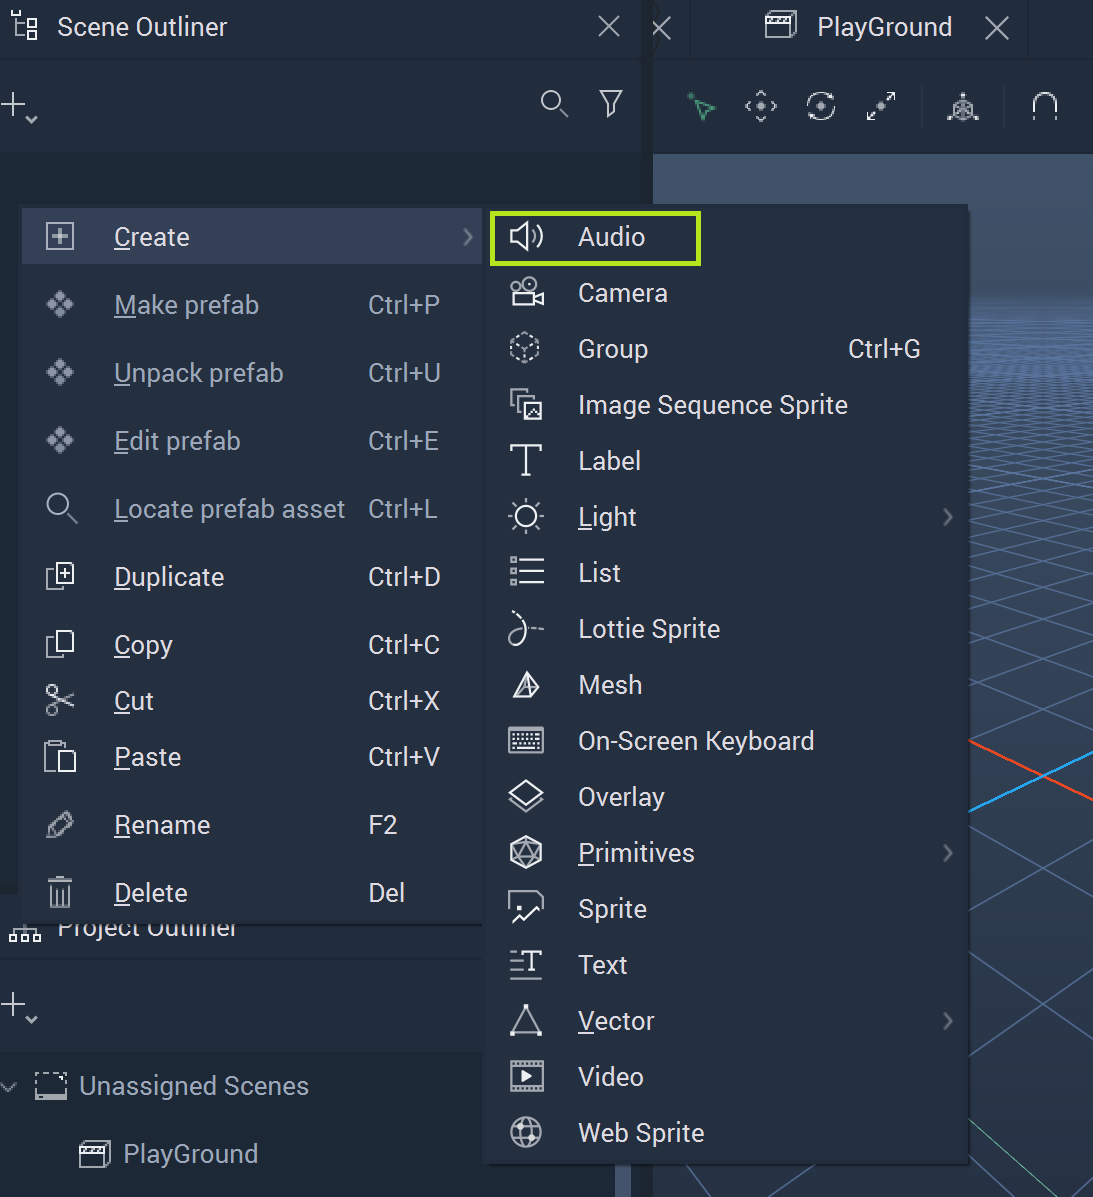 Scene Outliner
PlayGround
Create
Make prefab Ctrl+P
Unpack prefab Ctrl+U
Edit prefab Ctrl+E
Locate prefab asset Ctrl+L
Duplicate Ctrl+D
Copy Ctrl+C
Cut Ctrl+X
Paste Ctrl+V
Rename F2
Delete Del
Audio
Camera
Group Ctrl+G
Image Sequence Sprite
Label
Light
List
Lottie Sprite
Mesh
On-Screen Keyboard
Overlay
Primitives
Sprite
Text
Vector
Video
Web Sprite
Project Outliner
Unassigned Scenes
PlayGround